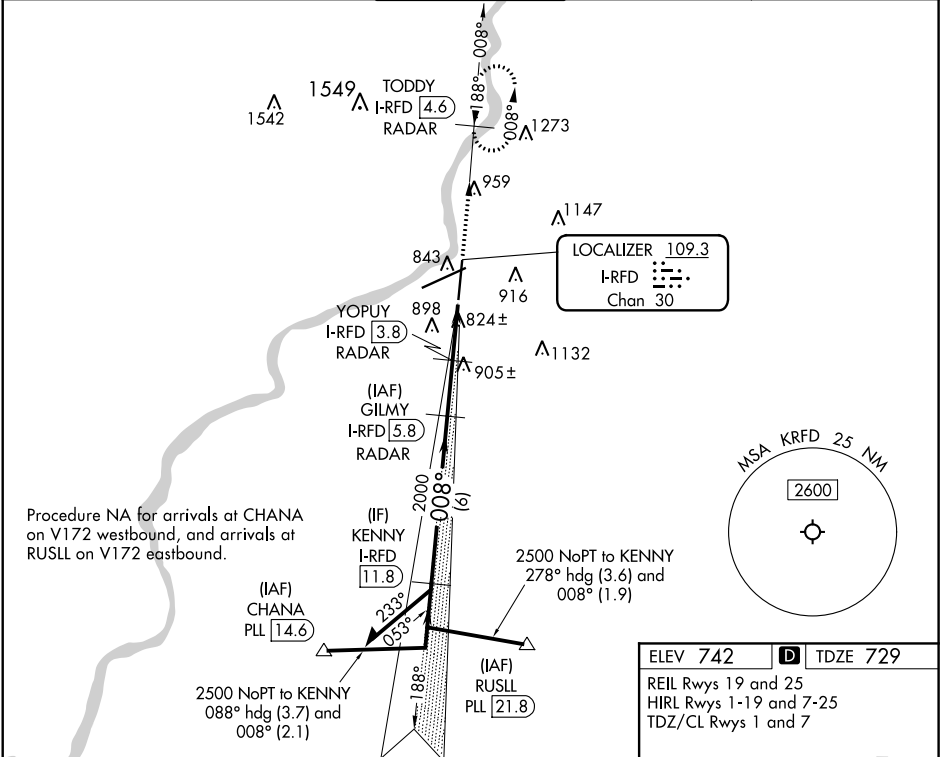 188°
008°
188°
008°
TODDY
I-RFD 4.6
RADAR
1549
1542
1273
959
1147
LOCALIZER 109.3
I-RFD
Chan 30
843
916
YOPUY
I-RFD 3.8
RADAR
898
824±
1132
905±
(IAF)
GILMY
I-RFD 5.8
RADAR
2000
008°
(6)
MSA KRFD 25 NM
2600
Procedure NA for arrivals at CHANA
on V172 westbound, and arrivals at
RUSLL on V172 eastbound.
(IF)
KENNY
I-RFD
11.8
2500 NoPT to KENNY
278° hdg (3.6) and
008° (1.9)
(IAF)
CHANA
PLL 14.6
233°
053°
188°
(IAF)
RUSLL
PLL 21.8
2500 NoPT to KENNY
088° hdg (3.7) and
008° (2.1)
ELEV 742 D TDZE 729
REIL Rwys 19 and 25
HIRL Rwys 1-19 and 7-25
TDZ/CL Rwys 1 and 7